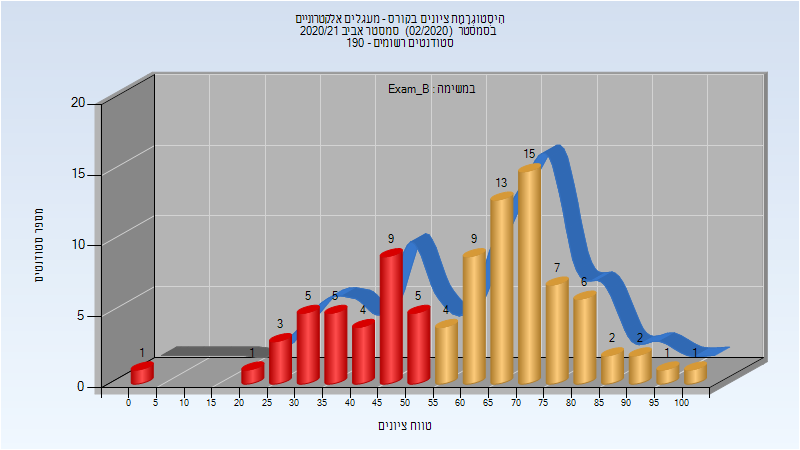 היסטוגרמת ציונים בקורס - מעגלים אלקטרוניים
בסמסטר (02/2020) סמסטר אביב 2020/21
סטודנטים רשומים - 190
במשימה : Exam_B
מספר סטודנטים
20
15
10
5
0
1 1 3 5 5 4 9 5 4 9 13 15 7 6 2 2 1 1
0 5 10 15 20 25 30 35 40 45 50 55 60 65 70 75 80 85 90 95 100
טווח ציונים